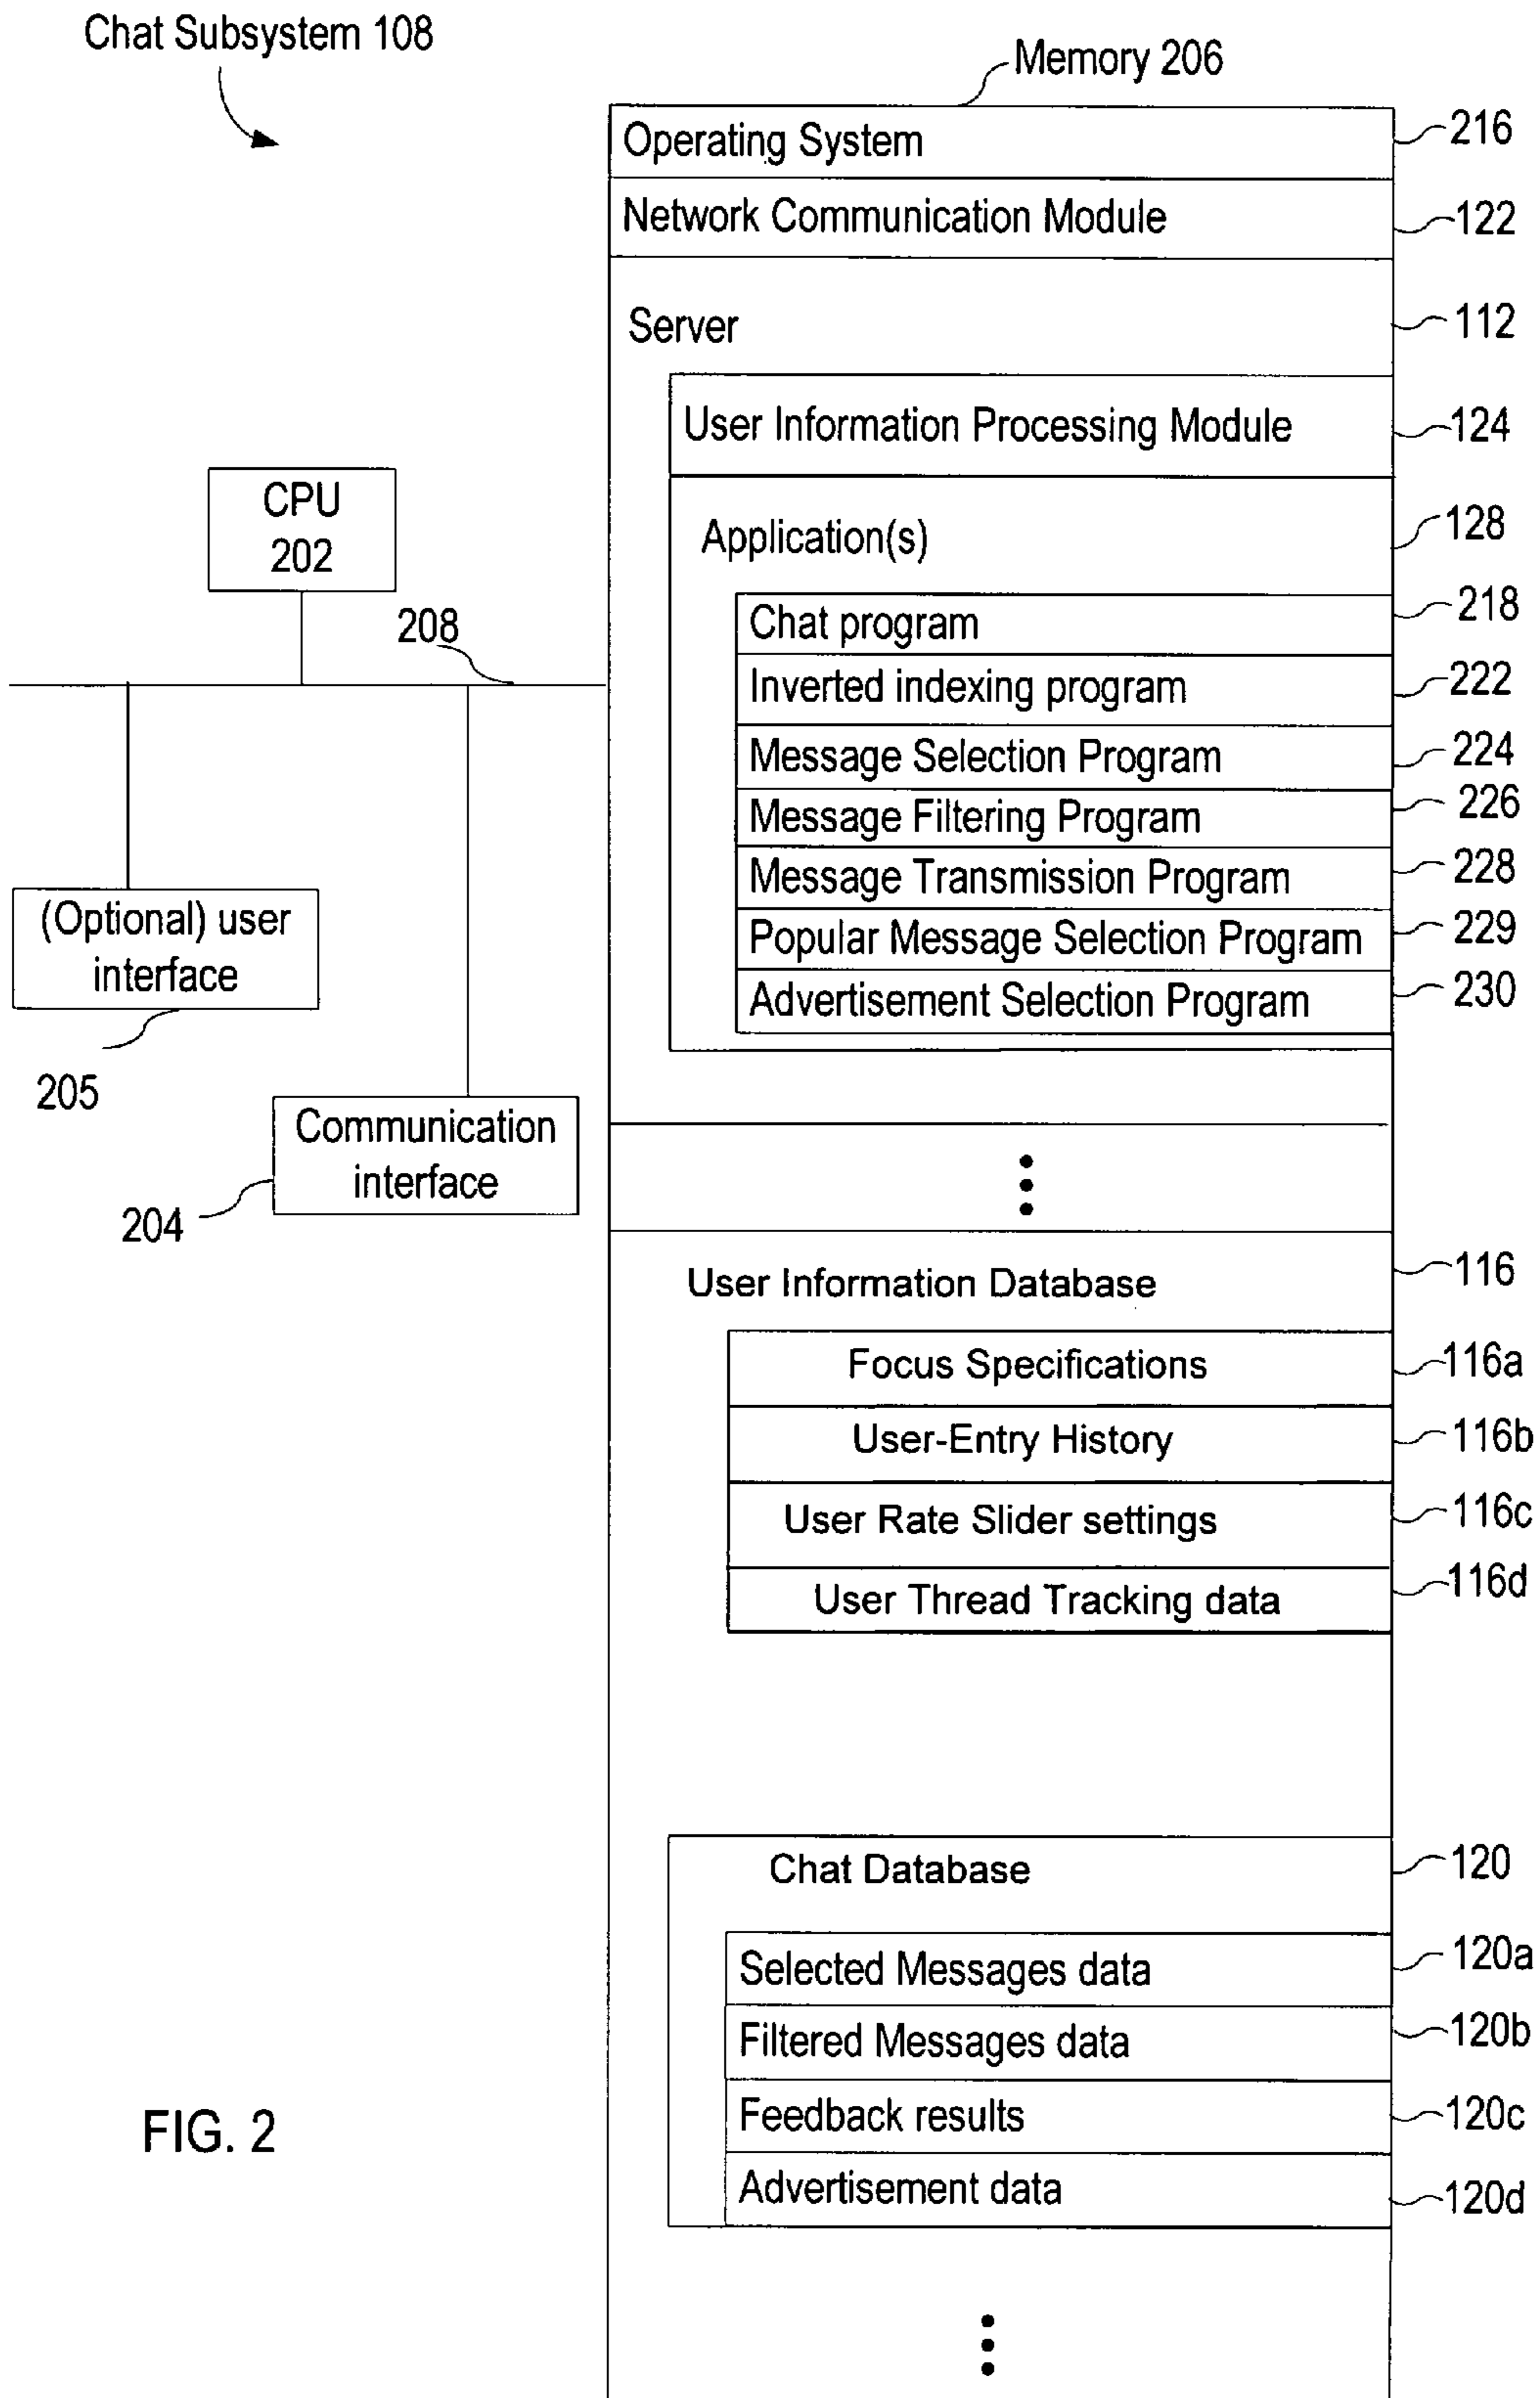 Chat Subsystem 108
Memory 206
Operating System
216
Network Communication Module
122
Server
112
User Information Processing Module
124
Application(s)
128
Chat program
218
Inverted indexing program
222
Message Selection Program
224
Message Filtering Program
226
Message Transmission Program
228
Popular Message Selection Program
229
Advertisement Selection Program
230
CPU
202
208
(Optional) user
interface
205
Communication
interface
204
User Information Database
116
Focus Specifications
116a
User-Entry History
116b
User Rate Slider settings
116c
User Thread Tracking data
116d
Chat Database
120
Selected Messages data
120a
Filtered Messages data
120b
Feedback results
120c
Advertisement data
120d
FIG. 2